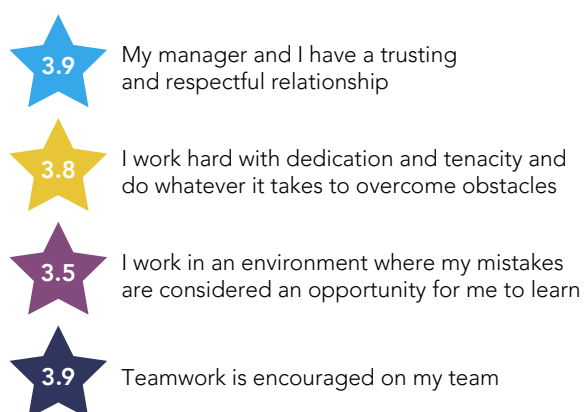 3.9
My manager and I have a trusting
and respectful relationship
3.8
I work hard with dedication and tenacity and
do whatever it takes to overcome obstacles
3.5
I work in an environment where my mistakes
are considered an opportunity for me to learn
3.9
Teamwork is encouraged on my team